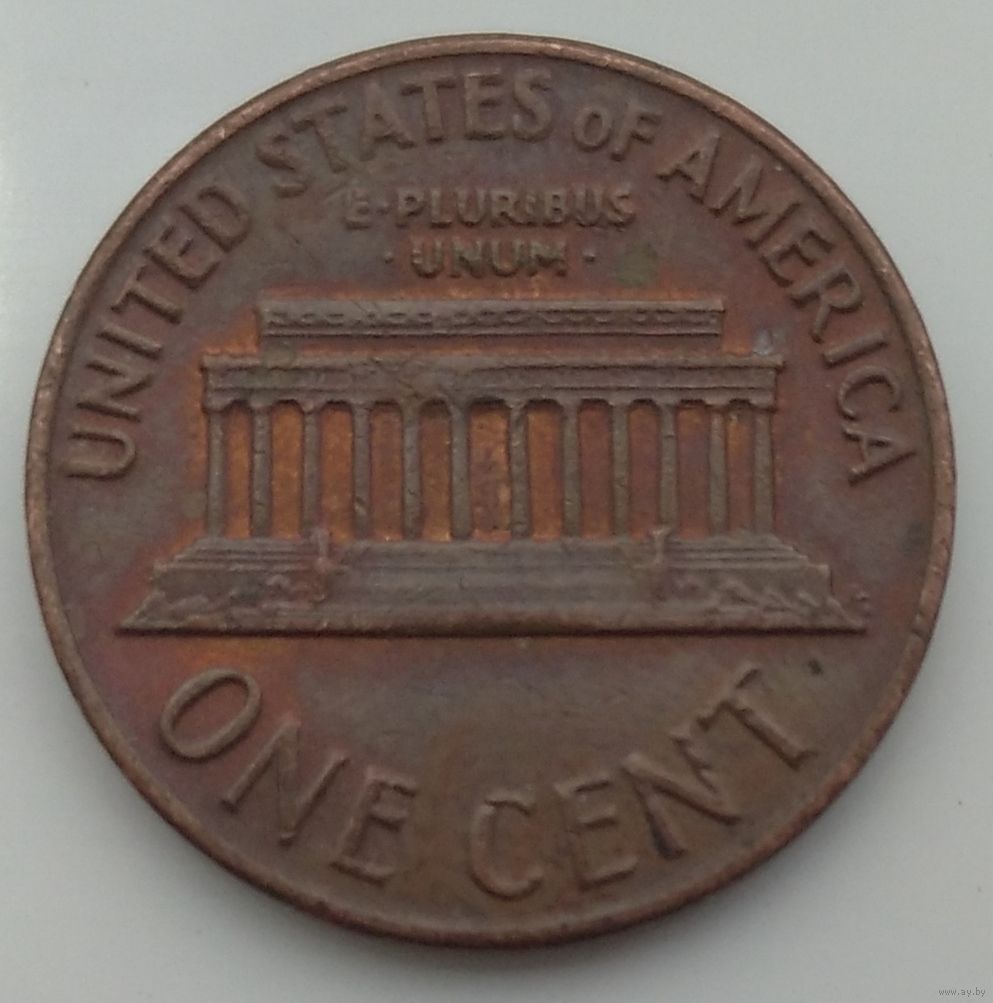 UNITED STATES OF AMERICA
E·PLURIBUS
·UNUM·
ONE CENT
www.ay.by